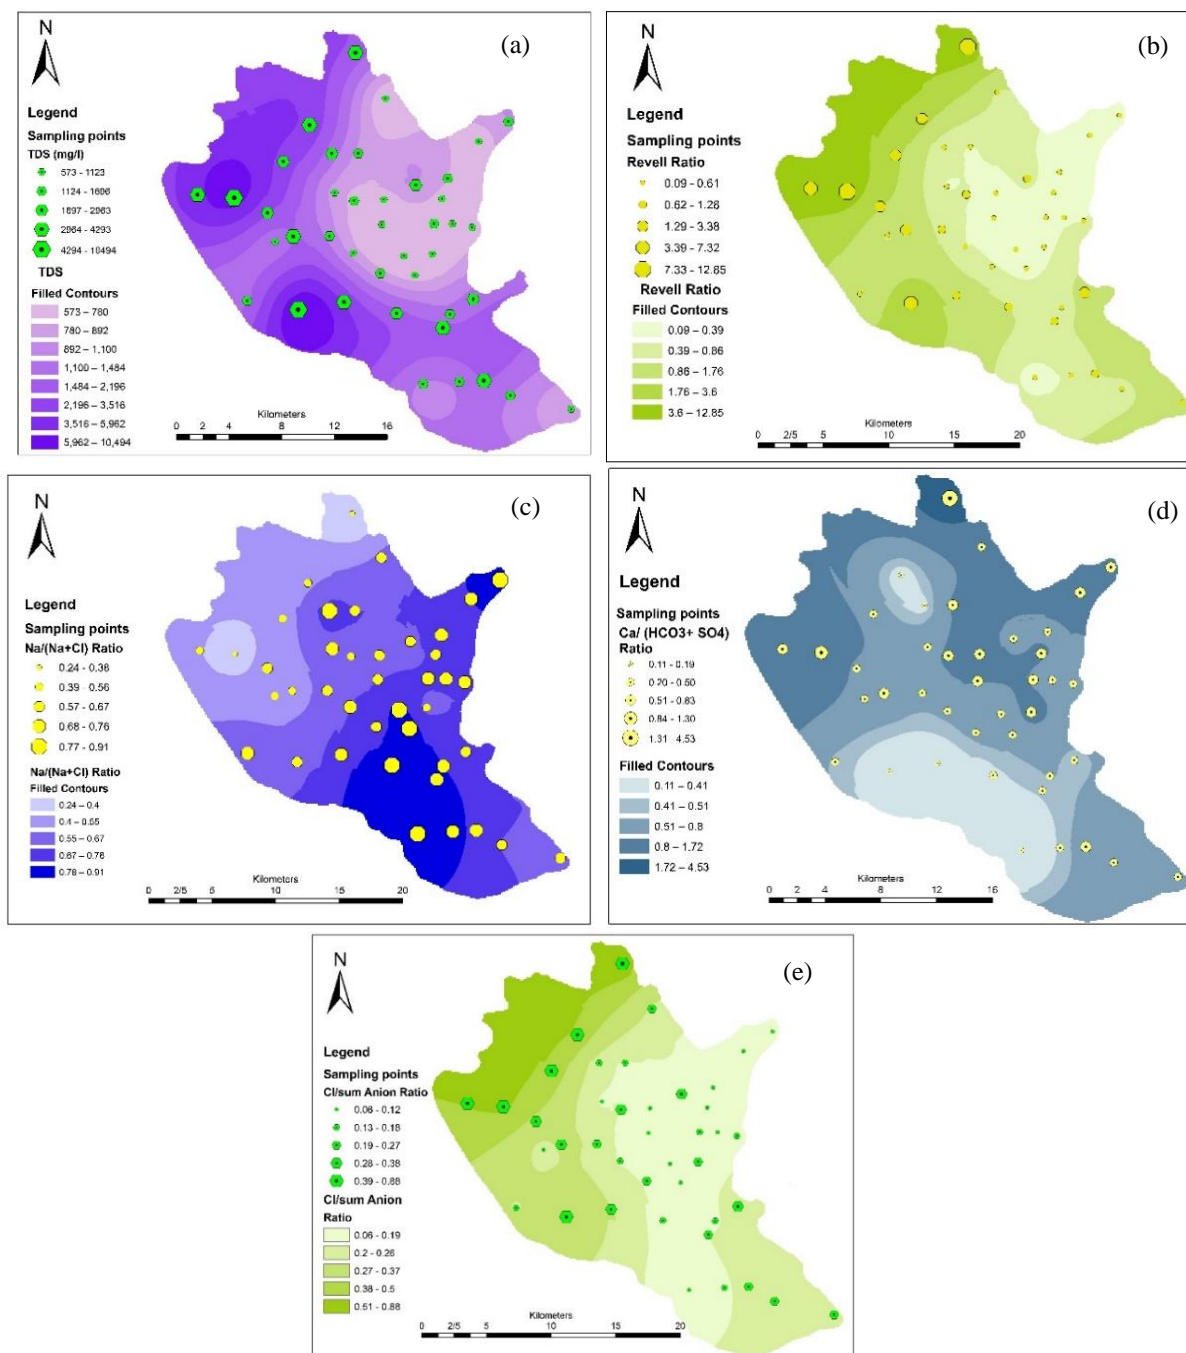 N
(a)
Legend
Sampling points
TDS (mg/l)
573 - 1123
1124 - 1696
1697 - 2963
2964 - 4293
4294 - 10494
TDS
Filled Contours
573 – 780
780 – 892
892 – 1,100
1,100 – 1,484
1,484 – 2,196
2,196 – 3,516
3,516 – 5,962
5,962 – 10,494
Kilometers
0 2 4 8 12 16
N
(b)
Legend
Sampling points
Revell Ratio
0.09 - 0.61
0.62 - 1.28
1.29 - 3.38
3.39 - 7.32
7.33 - 12.85
Revell Ratio
Filled Contours
0.09 – 0.39
0.39 – 0.86
0.86 – 1.76
1.76 – 3.6
3.6 – 12.85
Kilometers
0 2/5 5 10 15 20
N
(c)
Legend
Sampling points
Na/(Na+Cl) Ratio
0.24 - 0.38
0.39 - 0.56
0.57 - 0.67
0.68 - 0.76
0.77 - 0.91
Na/(Na+Cl) Ratio
Filled Contours
0.24 – 0.4
0.4 – 0.55
0.55 – 0.67
0.67 – 0.76
0.76 – 0.91
Kilometers
0 2/5 5 10 15 20
N
(d)
Legend
Sampling points
Ca/ (HCO3+ SO4)
Ratio
0.11 - 0.19
0.20 - 0.50
0.51 - 0.83
0.84 - 1.30
1.31 - 4.53
Filled Contours
0.11 – 0.41
0.41 – 0.51
0.51 – 0.8
0.8 – 1.72
1.72 – 4.53
Kilometers
0 2 4 8 12 16
N
(e)
Legend
Sampling points
Cl/sum Anion Ratio
0.06 - 0.12
0.13 - 0.18
0.19 - 0.27
0.28 - 0.38
0.39 - 0.88
Cl/sum Anion
Ratio
0.06 – 0.19
0.2 – 0.26
0.27 – 0.37
0.38 – 0.5
0.51 – 0.88
Kilometers
0 2/5 5 10 15 20